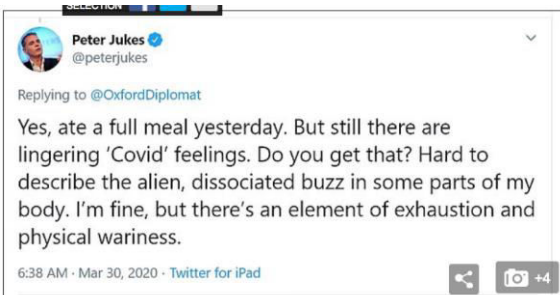 SELECTION
Peter Jukes
@peterjukes
Replying to @OxfordDiplomat
Yes, ate a full meal yesterday. But still there are
lingering 'Covid' feelings. Do you get that? Hard to
describe the alien, dissociated buzz in some parts of my
body. I'm fine, but there's an element of exhaustion and
physical wariness.
6:38 AM · Mar 30, 2020 · Twitter for iPad
+4